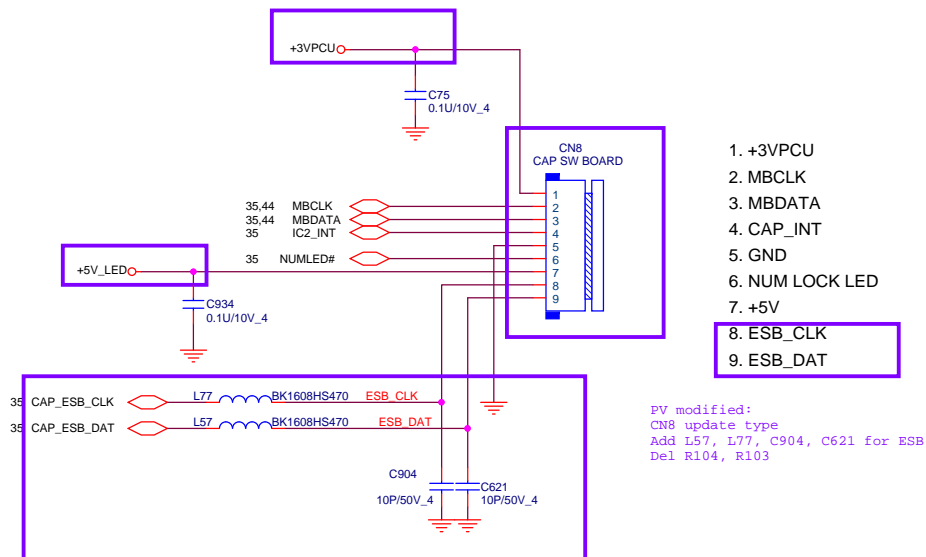 +3VPCU
C75
0.1U/10V_4
CN8
CAP SW BOARD
1
2
3
4
5
6
7
8
9
35,44 MBCLK
35,44 MBDATA
35 IC2_INT
35 NUMLED#
+5V_LED
C934
0.1U/10V_4
1. +3VPCU
2. MBCLK
3. MBDATA
4. CAP_INT
5. GND
6. NUM LOCK LED
7. +5V
8. ESB_CLK
9. ESB_DAT
35 CAP_ESB_CLK L77 BK1608HS470 ESB_CLK
35 CAP_ESB_DAT L57 BK1608HS470 ESB_DAT
C904
10P/50V_4
C621
10P/50V_4
PV modified:
CN8 update type
Add L57, L77, C904, C621 for ESB
Del R104, R103